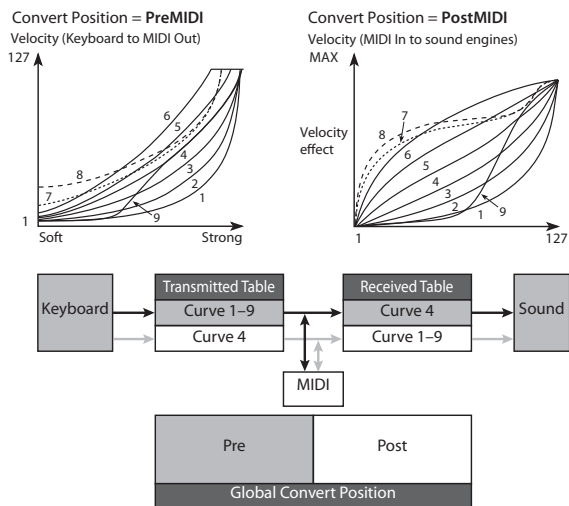 Convert Position = PreMIDI
Velocity (Keyboard to MIDI Out)
127
6
5
8
4
3
7
2
1
9
1
Soft
Strong
Convert Position = PostMIDI
Velocity (MIDI In to sound engines)
MAX
7
8
Velocity
effect
6
5
4
3
2
1
9
1
127
Keyboard
Transmitted Table
Curve 1–9
Curve 4
Received Table
Curve 4
Curve 1–9
Sound
MIDI
Pre
Post
Global Convert Position